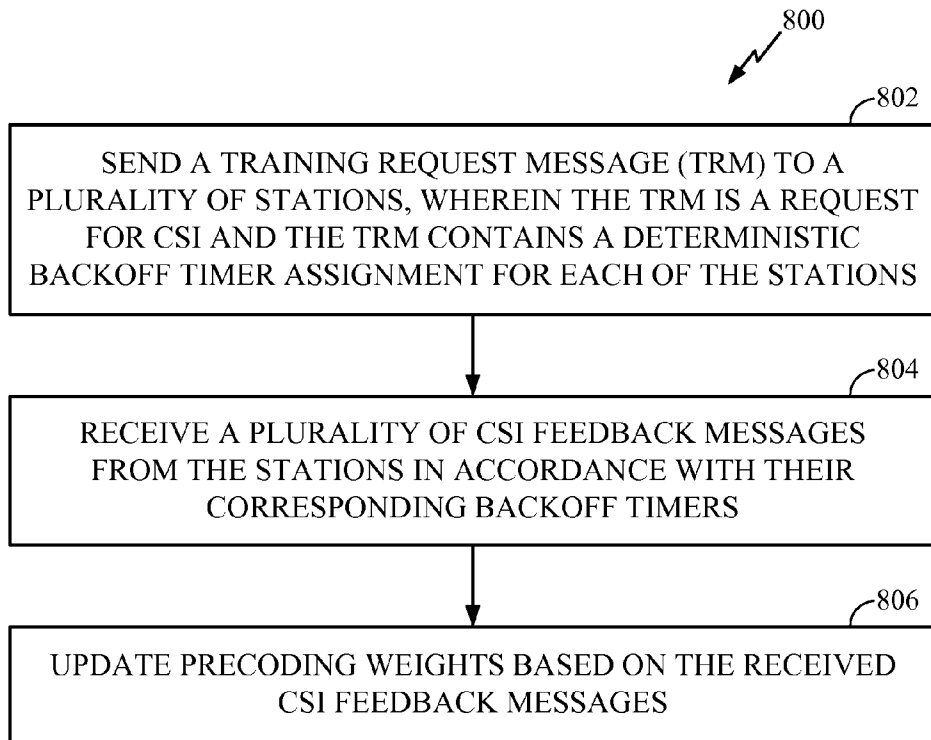 800
802
SEND A TRAINING REQUEST MESSAGE (TRM) TO A
PLURALITY OF STATIONS, WHEREIN THE TRM IS A REQUEST
FOR CSI AND THE TRM CONTAINS A DETERMINISTIC
BACKOFF TIMER ASSIGNMENT FOR EACH OF THE STATIONS
804
RECEIVE A PLURALITY OF CSI FEEDBACK MESSAGES
FROM THE STATIONS IN ACCORDANCE WITH THEIR
CORRESPONDING BACKOFF TIMERS
806
UPDATE PRECODING WEIGHTS BASED ON THE RECEIVED
CSI FEEDBACK MESSAGES